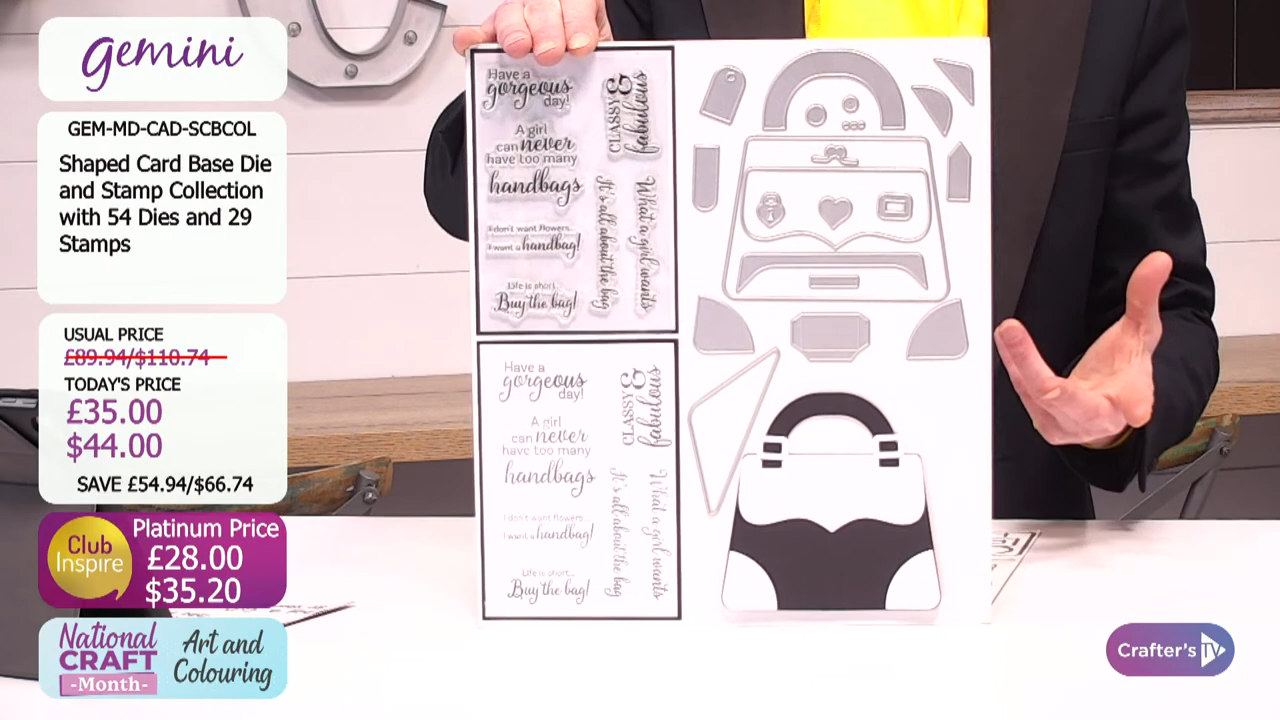 gemini
GEM-MD-CAD-SCBCOL
Shaped Card Base Die
and Stamp Collection
with 54 Dies and 29
Stamps
USUAL PRICE
£89.94/$110.74
TODAY'S PRICE
£35.00
$44.00
SAVE £54.94/$66.74
Club
Inspire
Platinum Price
£28.00
$35.20
National
CRAFT
-Month-
Art and
Colouring
Have a
gorgeous
day!
A girl
can never
have too many
handbags
I don't want flowers...
I want a handbag!
Life is short...
Buy the bag!
CLASSY &
fabulous
It's all about the bag
What a girl wants
Have a
gorgeous
day!
A girl
can never
have too many
handbags
I don't want flowers...
I want a handbag!
Life is short...
Buy the bag!
CLASSY &
fabulous
It's all about the bag
What a girl wants
Crafter's TV